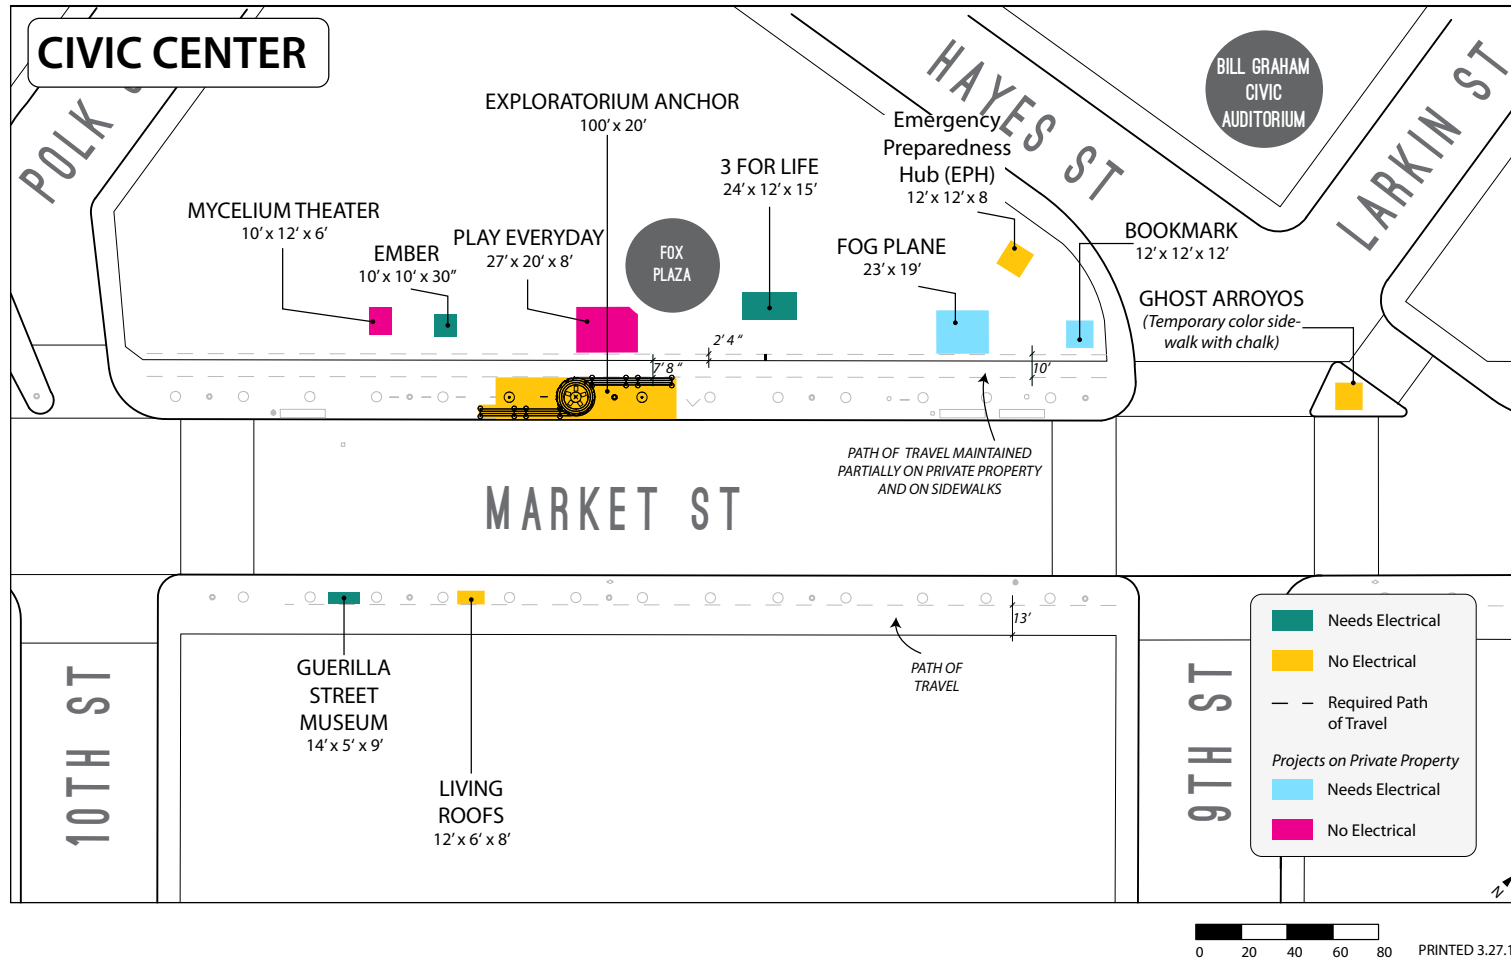 CIVIC CENTER
POLK
HAYES ST
BILL GRAHAM
CIVIC
AUDITORIUM
LARKIN ST
EXPLORATORIUM ANCHOR
100’ x 20’
Emergency
Preparedness
Hub (EPH)
12’ x 12’ x 8
3 FOR LIFE
24’ x 12’ x 15’
MYCELIUM THEATER
10’ x 12‘ x 6’
EMBER
10’ x 10’ x 30”
PLAY EVERYDAY
27’ x 20’ x 8’
FOX
PLAZA
FOG PLANE
23’ x 19’
BOOKMARK
12’ x 12’ x 12’
GHOST ARROYOS
(Temporary color side-
walk with chalk)
2’ 4 “
7’ 8 “
10’
PATH OF TRAVEL MAINTAINED
PARTIALLY ON PRIVATE PROPERTY
AND ON SIDEWALKS
MARKET ST
13’
PATH OF
TRAVEL
GUERILLA
STREET
MUSEUM
14’ x 5‘ x 9’
LIVING
ROOFS
12’ x 6‘ x 8’
10TH ST
9TH ST
Needs Electrical
No Electrical
Required Path
of Travel
Projects on Private Property
Needs Electrical
No Electrical
N
0 20 40 60 80
PRINTED 3.27.1